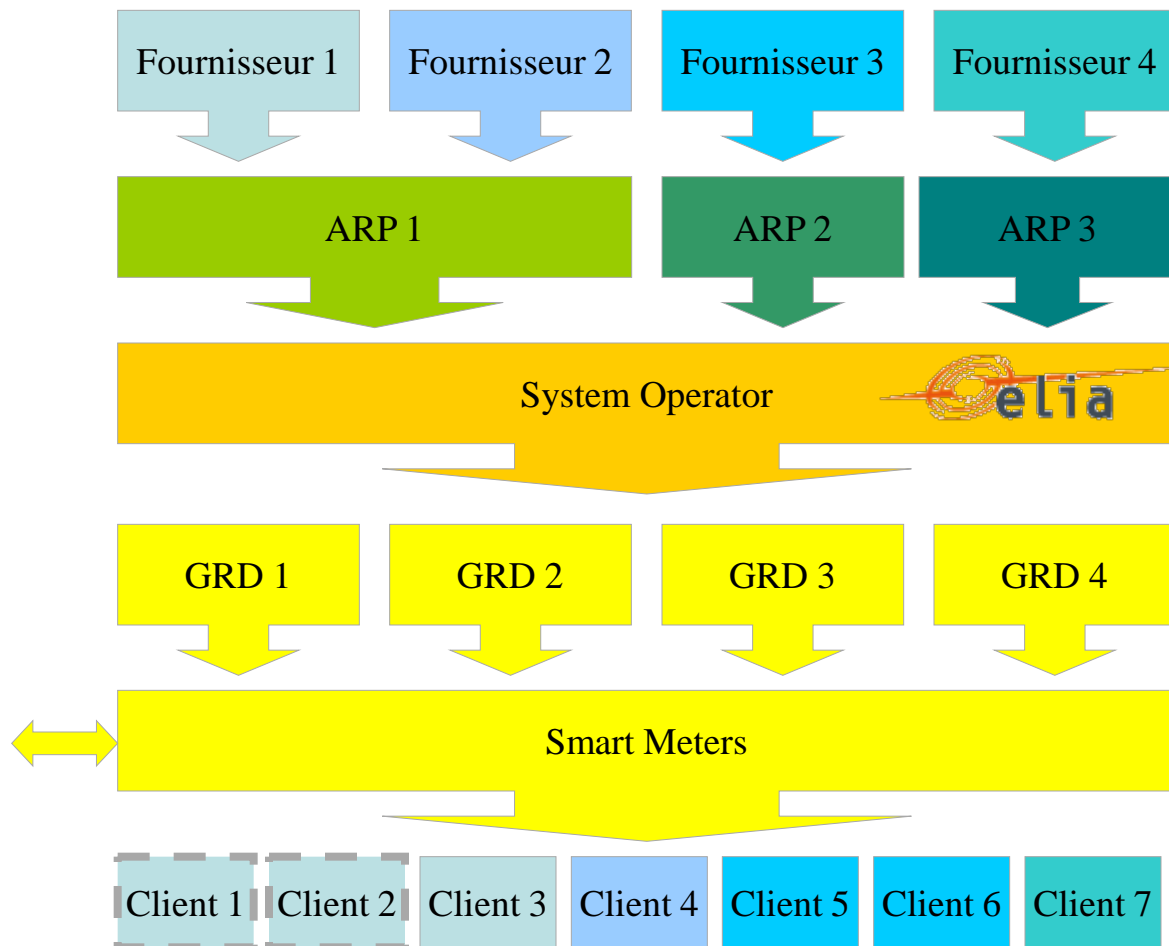 Fournisseur 1
Fournisseur 2
Fournisseur 3
Fournisseur 4
ARP 1
ARP 2
ARP 3
System Operator
elia
GRD 1
GRD 2
GRD 3
GRD 4
Smart Meters
Client 1
Client 2
Client 3
Client 4
Client 5
Client 6
Client 7